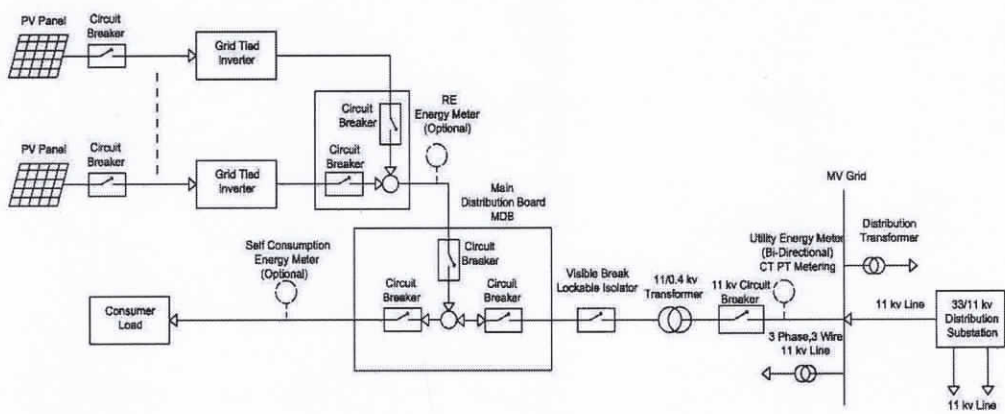 PV Panel
Circuit
Breaker
Grid Tied
Inverter
Circuit
Breaker
RE
Energy Meter
(Optional)
PV Panel
Circuit
Breaker
Grid Tied
Inverter
Circuit
Breaker
Main
Distribution Board
MDB
MV Grid
Self Consumption
Energy Meter
(Optional)
Circuit
Breaker
Utility Energy Meter
(Bi-Directional)
CT PT Metering
Distribution
Transformer
Consumer
Load
Circuit
Breaker
Circuit
Breaker
Visible Break
Lockable Isolator
11/0.4 kv
Transformer
11 kv Circuit
Breaker
11 kv Line
33/11 kv
Distribution
Substation
3 Phase,3 Wire
11 kv Line
11 kv Line